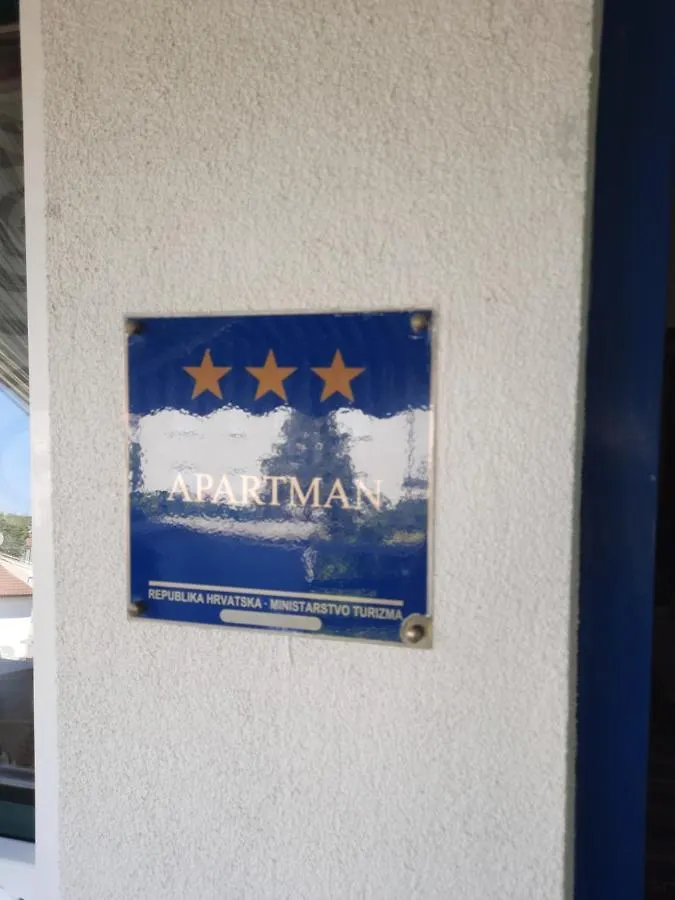 APARTMAN
REPUBLIKA HRVATSKA - MINISTARSTVO TURIZMA